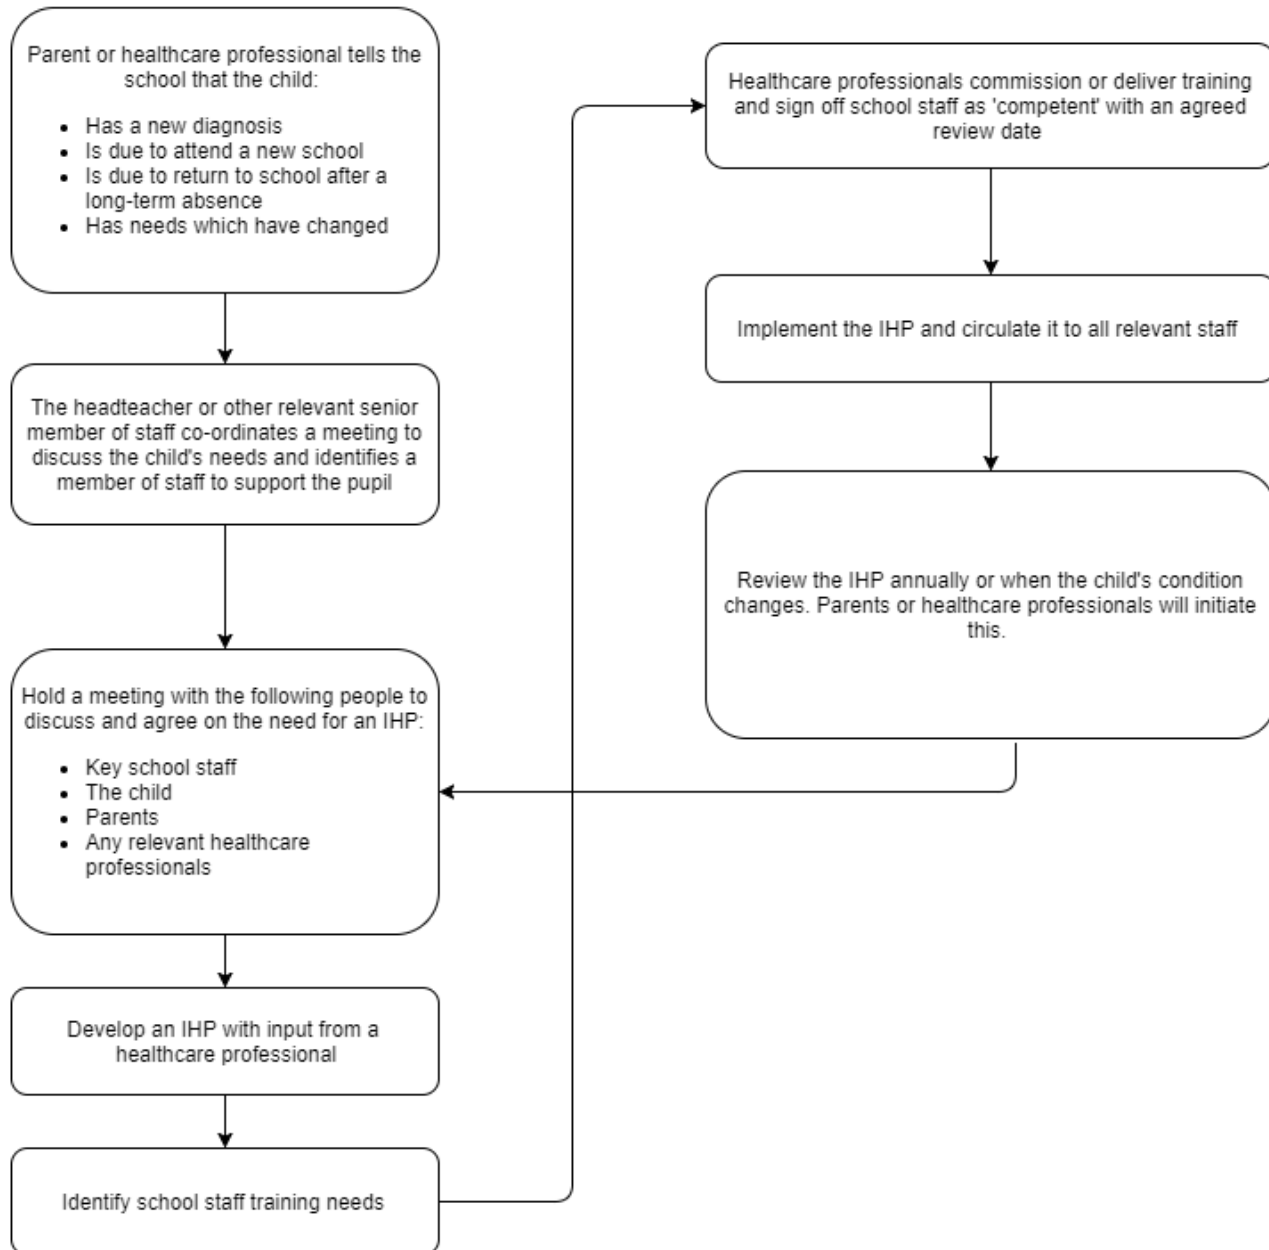 Parent or healthcare professional tells the
school that the child:
• Has a new diagnosis
• Is due to attend a new school
• Is due to return to school after a
long-term absence
• Has needs which have changed
The headteacher or other relevant senior
member of staff co-ordinates a meeting to
discuss the child's needs and identifies a
member of staff to support the pupil
Hold a meeting with the following people to
discuss and agree on the need for an IHP:
• Key school staff
• The child
• Parents
• Any relevant healthcare
professionals
Develop an IHP with input from a
healthcare professional
Identify school staff training needs
Healthcare professionals commission or deliver training
and sign off school staff as 'competent' with an agreed
review date
Implement the IHP and circulate it to all relevant staff
Review the IHP annually or when the child's condition
changes. Parents or healthcare professionals will initiate
this.